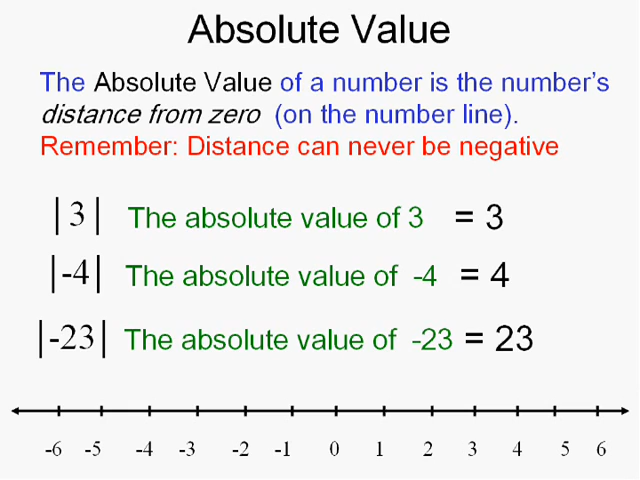 Absolute Value
The Absolute Value of a number is the number's
distance from zero (on the number line).
Remember: Distance can never be negative
|3| The absolute value of 3 = 3
|-4| The absolute value of -4 = 4
|-23| The absolute value of -23 = 23
-6 -5 -4 -3 -2 -1 0 1 2 3 4 5 6